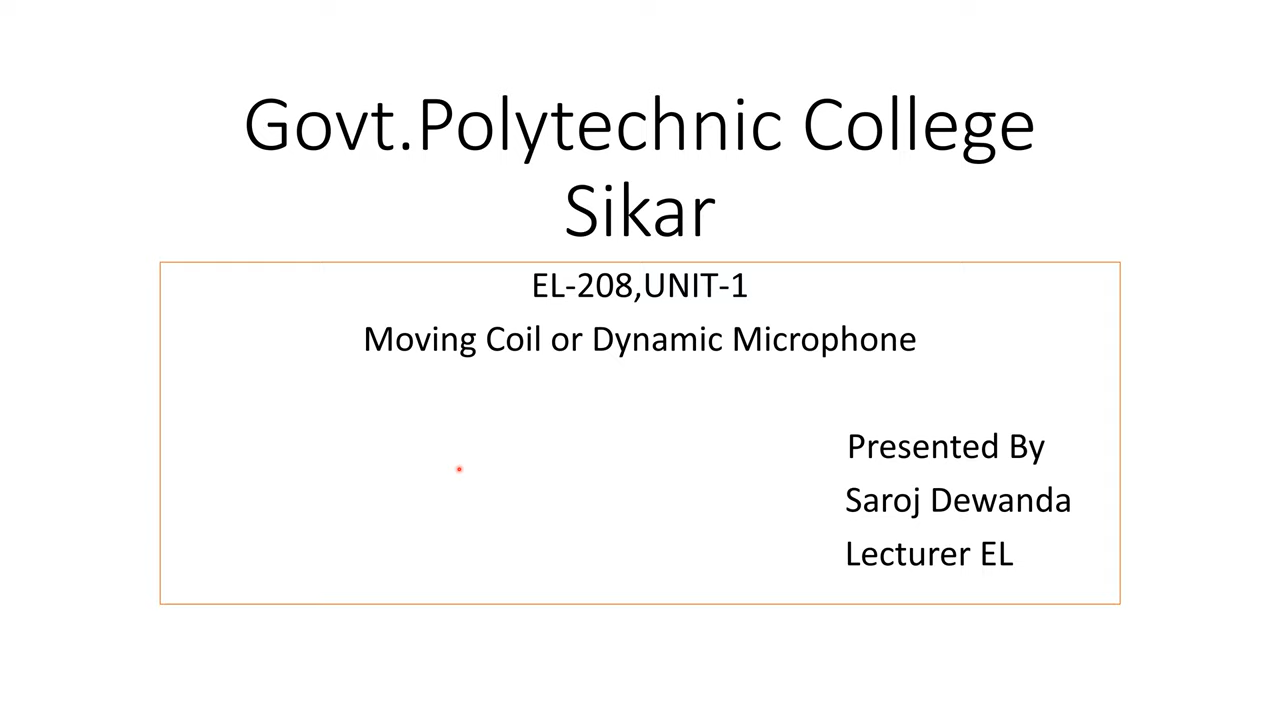 Govt.Polytechnic College
Sikar
EL-208,UNIT-1
Moving Coil or Dynamic Microphone
Presented By
Saroj Dewanda
Lecturer EL